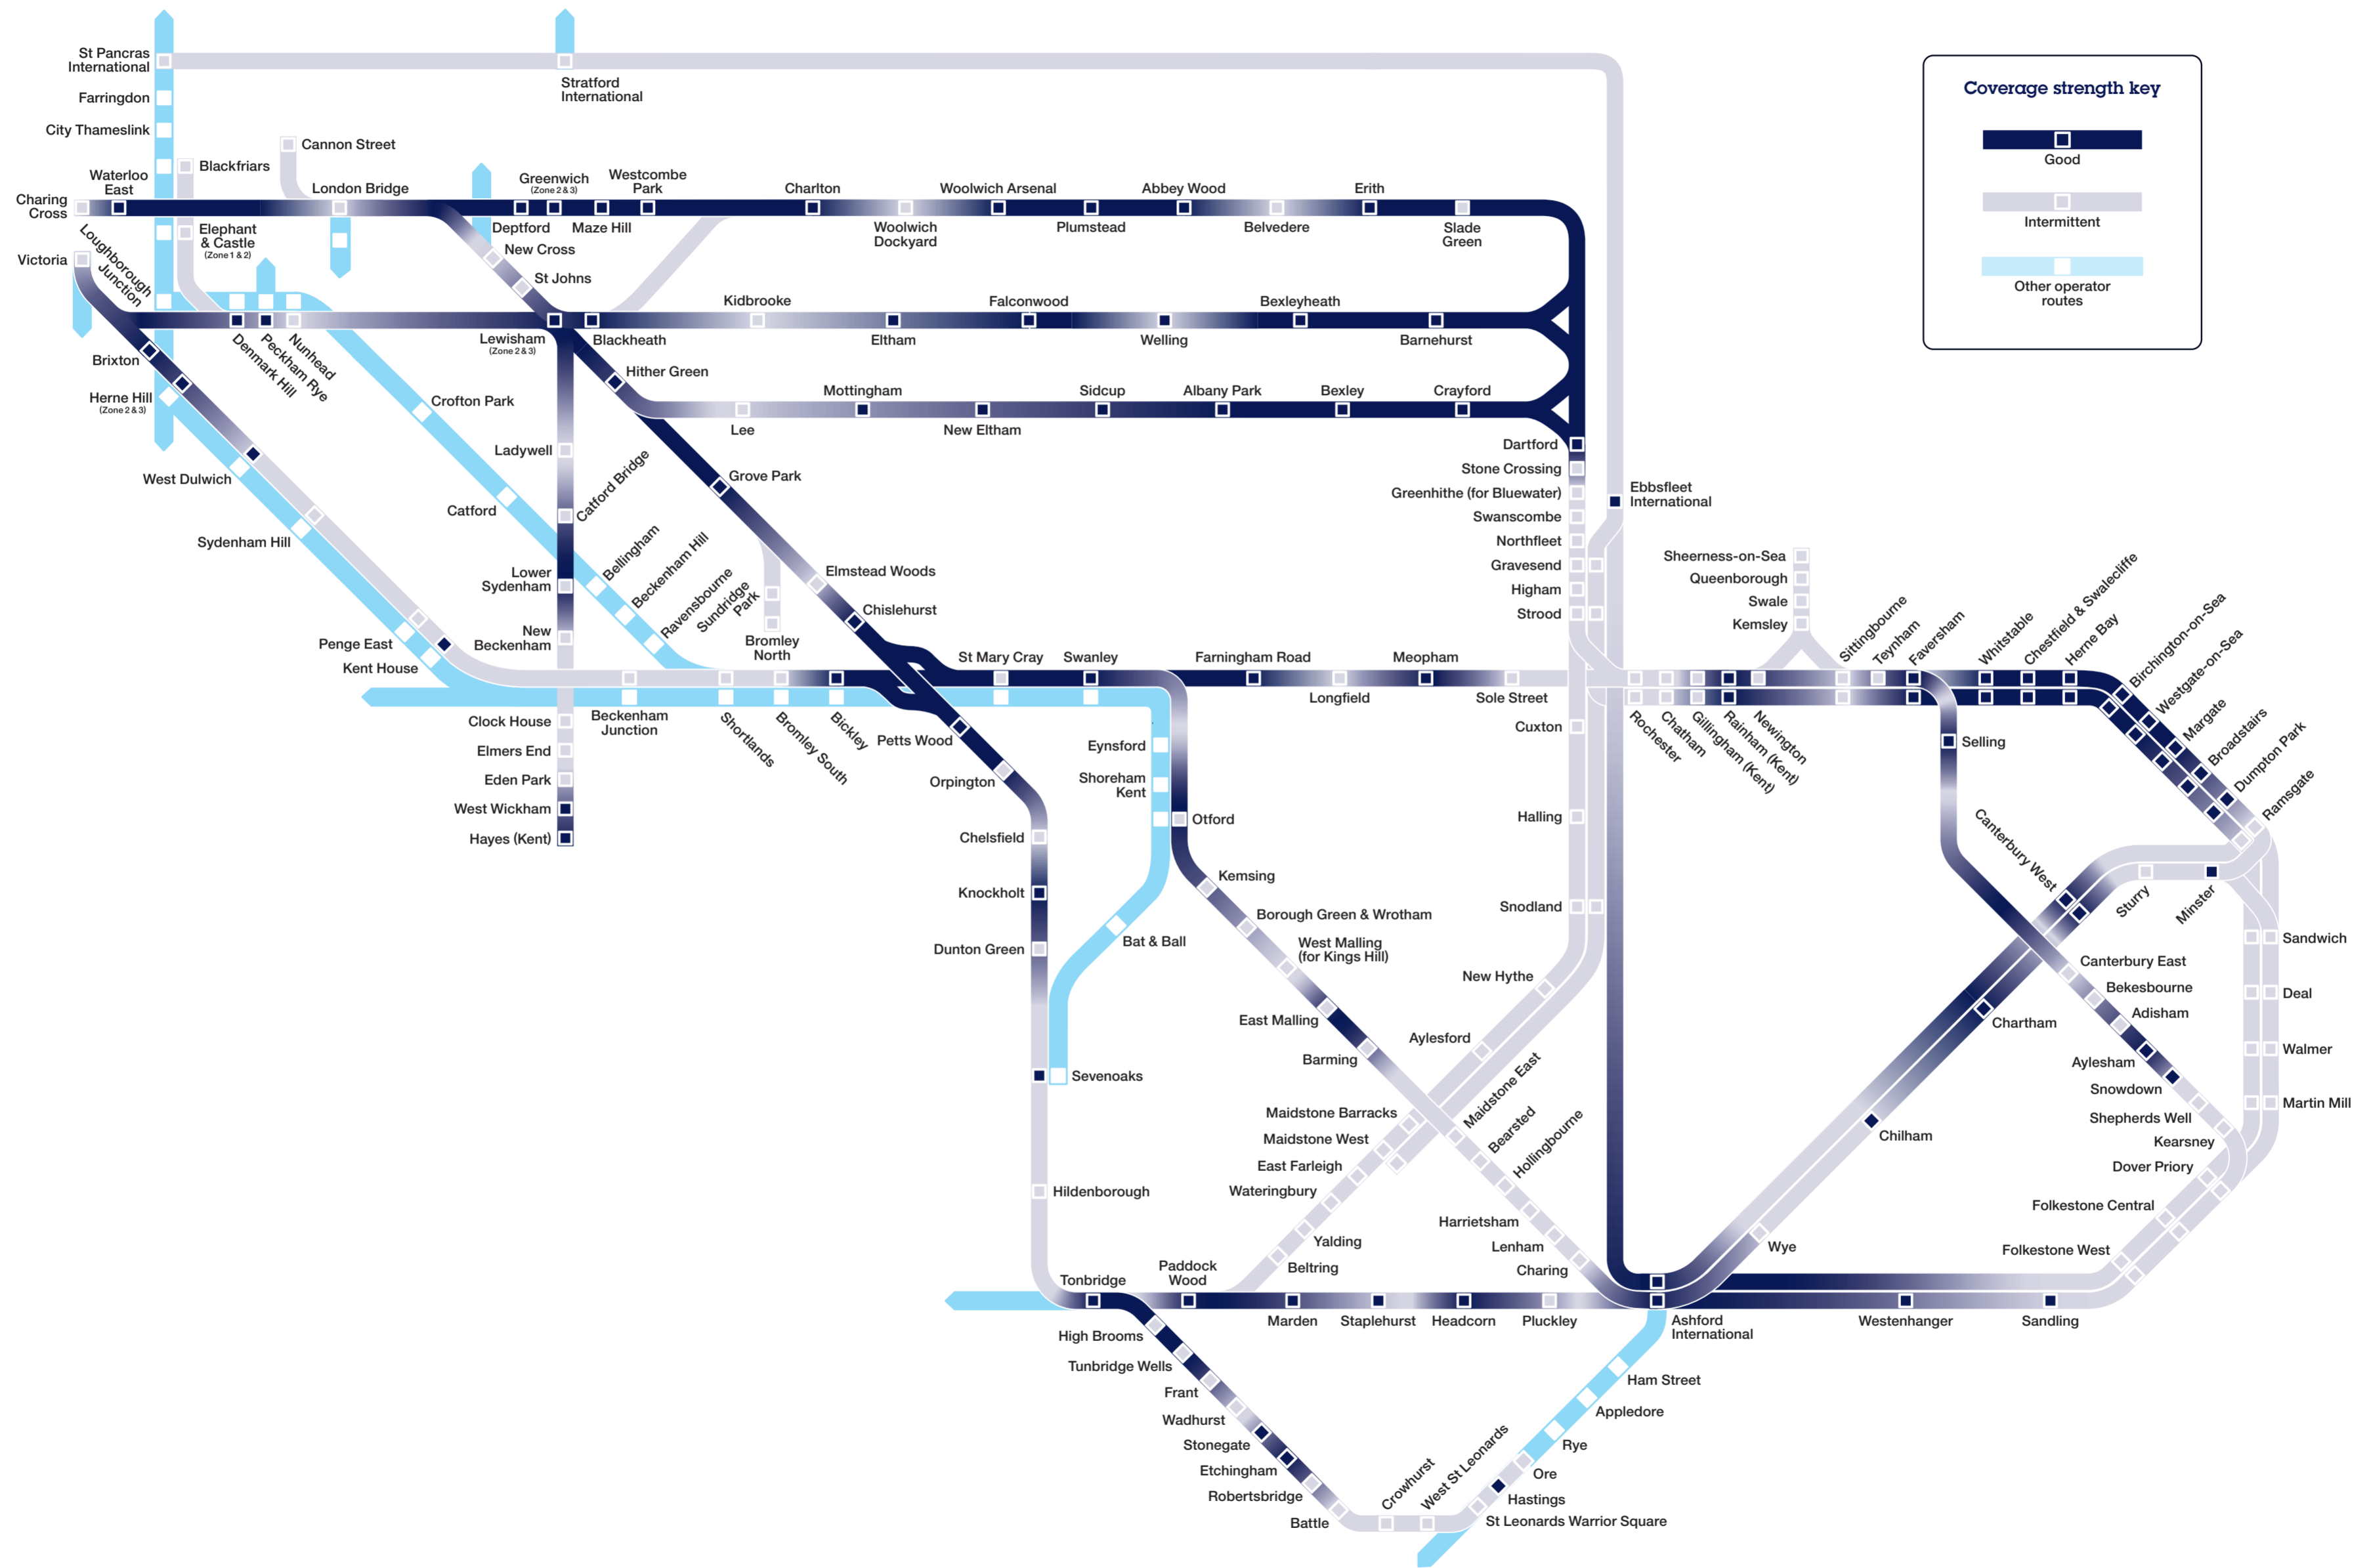 St Pancras
International
Farringdon
City Thameslink
Blackfriars
Waterloo
East
Charing
Cross
Elephant
& Castle
(Zone 1 & 2)
Loughborough
Junction
Victoria
Cannon Street
London Bridge
Stratford
International
Deptford
Greenwich
(Zone 2 & 3)
Maze Hill
Westcombe
Park
Charlton
Woolwich
Dockyard
Woolwich Arsenal
Plumstead
Abbey Wood
Belvedere
Erith
Slade
Green
Coverage strength key
Good
Intermittent
Other operator
routes
New Cross
St Johns
Denmark Hill
Peckham Rye
Nunhead
Lewisham
(Zone 2 & 3)
Blackheath
Kidbrooke
Eltham
Falconwood
Welling
Bexleyheath
Barnehurst
Brixton
Herne Hill
(Zone 2 & 3)
West Dulwich
Sydenham Hill
Penge East
Kent House
Crofton Park
Catford
Bellingham
Beckenham Hill
Ravensbourne
Hither Green
Lee
Mottingham
New Eltham
Sidcup
Albany Park
Bexley
Crayford
Ladywell
Catford Bridge
Lower
Sydenham
New
Beckenham
Clock House
Elmers End
Eden Park
West Wickham
Hayes (Kent)
Grove Park
Sundridge
Park
Bromley
North
Elmstead Woods
Chislehurst
Beckenham
Junction
Shortlands
Bromley South
Bickley
Petts Wood
Orpington
Chelsfield
Knockholt
Dunton Green
Sevenoaks
Hildenborough
Tonbridge
St Mary Cray
Swanley
Farningham Road
Longfield
Meopham
Sole Street
Eynsford
Shoreham
Kent
Otford
Bat & Ball
Kemsing
Borough Green & Wrotham
West Malling
(for Kings Hill)
East Malling
Barming
Maidstone East
Bearsted
Hollingbourne
Harrietsham
Lenham
Charing
Dartford
Stone Crossing
Greenhithe (for Bluewater)
Swanscombe
Northfleet
Gravesend
Higham
Strood
Ebbsfleet
International
Cuxton
Halling
Snodland
New Hythe
Aylesford
Maidstone Barracks
Maidstone West
East Farleigh
Wateringbury
Yalding
Beltring
Paddock
Wood
Marden
Staplehurst
Headcorn
Pluckley
Ashford
International
Westenhanger
Sandling
Sheerness-on-Sea
Queenborough
Swale
Kemsley
Rochester
Chatham
Gillingham (Kent)
Rainham (Kent)
Newington
Sittingbourne
Teynham
Faversham
Whitstable
Chestfield & Swalecliffe
Herne Bay
Birchington-on-Sea
Westgate-on-Sea
Margate
Broadstairs
Dumpton Park
Ramsgate
Selling
Canterbury West
Sturry
Minster
Canterbury East
Bekesbourne
Adisham
Aylesham
Snowdown
Shepherds Well
Kearsney
Dover Priory
Folkestone Central
Folkestone West
Sandwich
Deal
Walmer
Martin Mill
Chartham
Chilham
Wye
High Brooms
Tunbridge Wells
Frant
Wadhurst
Stonegate
Etchingham
Robertsbridge
Battle
Crowhurst
West St Leonards
St Leonards Warrior Square
Hastings
Ore
Rye
Appledore
Ham Street